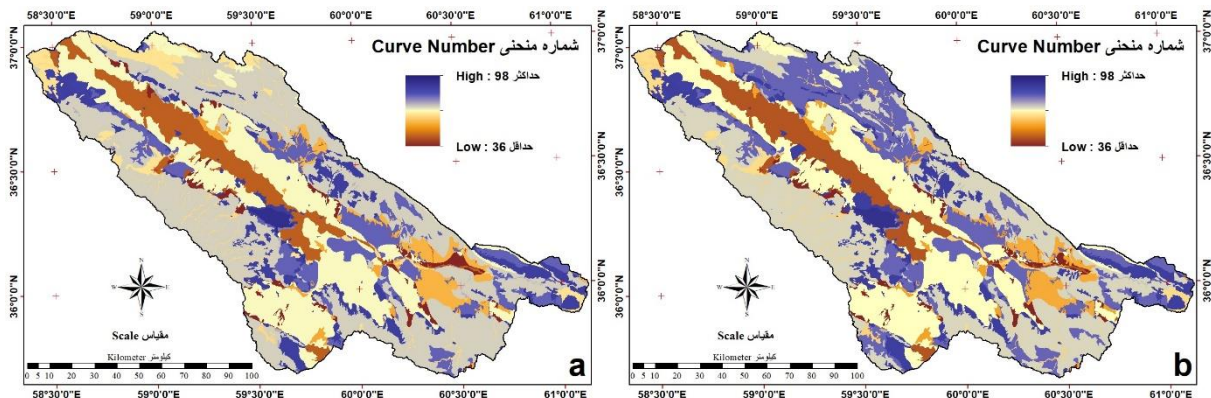 58°30'0"E 59°0'0"E 59°30'0"E 60°0'0"E 60°30'0"E 61°0'0"E
37°0'0"N
36°30'0"N
36°0'0"N
شماره منحنی Curve Number
High : 98 حداکثر
Low : 36 حداقل
N
W E
S
Scale مقیاس
Kilometer کیلومتر
0 5 10 20 30 40 50 60 70 80 90 100
a
58°30'0"E 59°0'0"E 59°30'0"E 60°0'0"E 60°30'0"E 61°0'0"E
58°30'0"E 59°0'0"E 59°30'0"E 60°0'0"E 60°30'0"E 61°0'0"E
شماره منحنی Curve Number
High : 98 حداکثر
Low : 36 حداقل
37°0'0"N
36°30'0"N
36°0'0"N
N
W E
S
Scale مقیاس
Kilometer کیلومتر
0 5 10 20 30 40 50 60 70 80 90 100
b
58°30'0"E 59°0'0"E 59°30'0"E 60°0'0"E 60°30'0"E 61°0'0"E